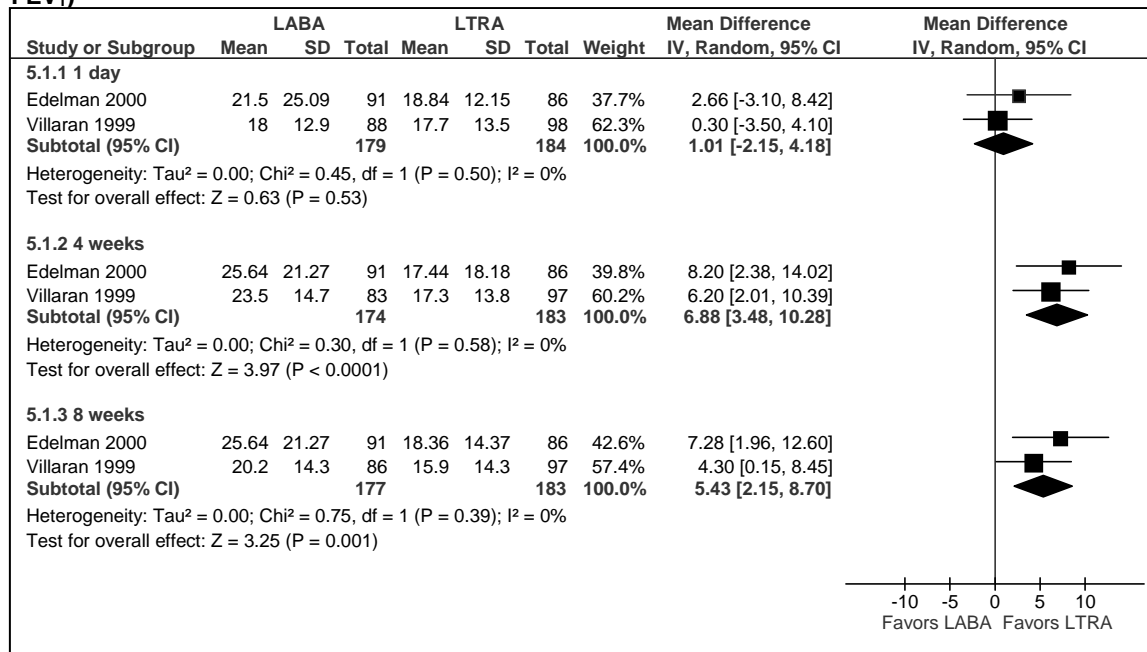 FEV₁)
LABA LTRA Mean Difference Mean Difference
Study or Subgroup Mean SD Total Mean SD Total Weight IV, Random, 95% CI IV, Random, 95% CI
5.1.1 1 day
Edelman 2000 21.5 25.09 91 18.84 12.15 86 37.7% 2.66 [-3.10, 8.42]
Villaran 1999 18 12.9 88 17.7 13.5 98 62.3% 0.30 [-3.50, 4.10]
Subtotal (95% CI) 179 184 100.0% 1.01 [-2.15, 4.18]
Heterogeneity: Tau² = 0.00; Chi² = 0.45, df = 1 (P = 0.50); I² = 0%
Test for overall effect: Z = 0.63 (P = 0.53)
5.1.2 4 weeks
Edelman 2000 25.64 21.27 91 17.44 18.18 86 39.8% 8.20 [2.38, 14.02]
Villaran 1999 23.5 14.7 83 17.3 13.8 97 60.2% 6.20 [2.01, 10.39]
Subtotal (95% CI) 174 183 100.0% 6.88 [3.48, 10.28]
Heterogeneity: Tau² = 0.00; Chi² = 0.30, df = 1 (P = 0.58); I² = 0%
Test for overall effect: Z = 3.97 (P < 0.0001)
5.1.3 8 weeks
Edelman 2000 25.64 21.27 91 18.36 14.37 86 42.6% 7.28 [1.96, 12.60]
Villaran 1999 20.2 14.3 86 15.9 14.3 97 57.4% 4.30 [0.15, 8.45]
Subtotal (95% CI) 177 183 100.0% 5.43 [2.15, 8.70]
Heterogeneity: Tau² = 0.00; Chi² = 0.75, df = 1 (P = 0.39); I² = 0%
Test for overall effect: Z = 3.25 (P = 0.001)
-10 -5 0 5 10
Favors LABA Favors LTRA